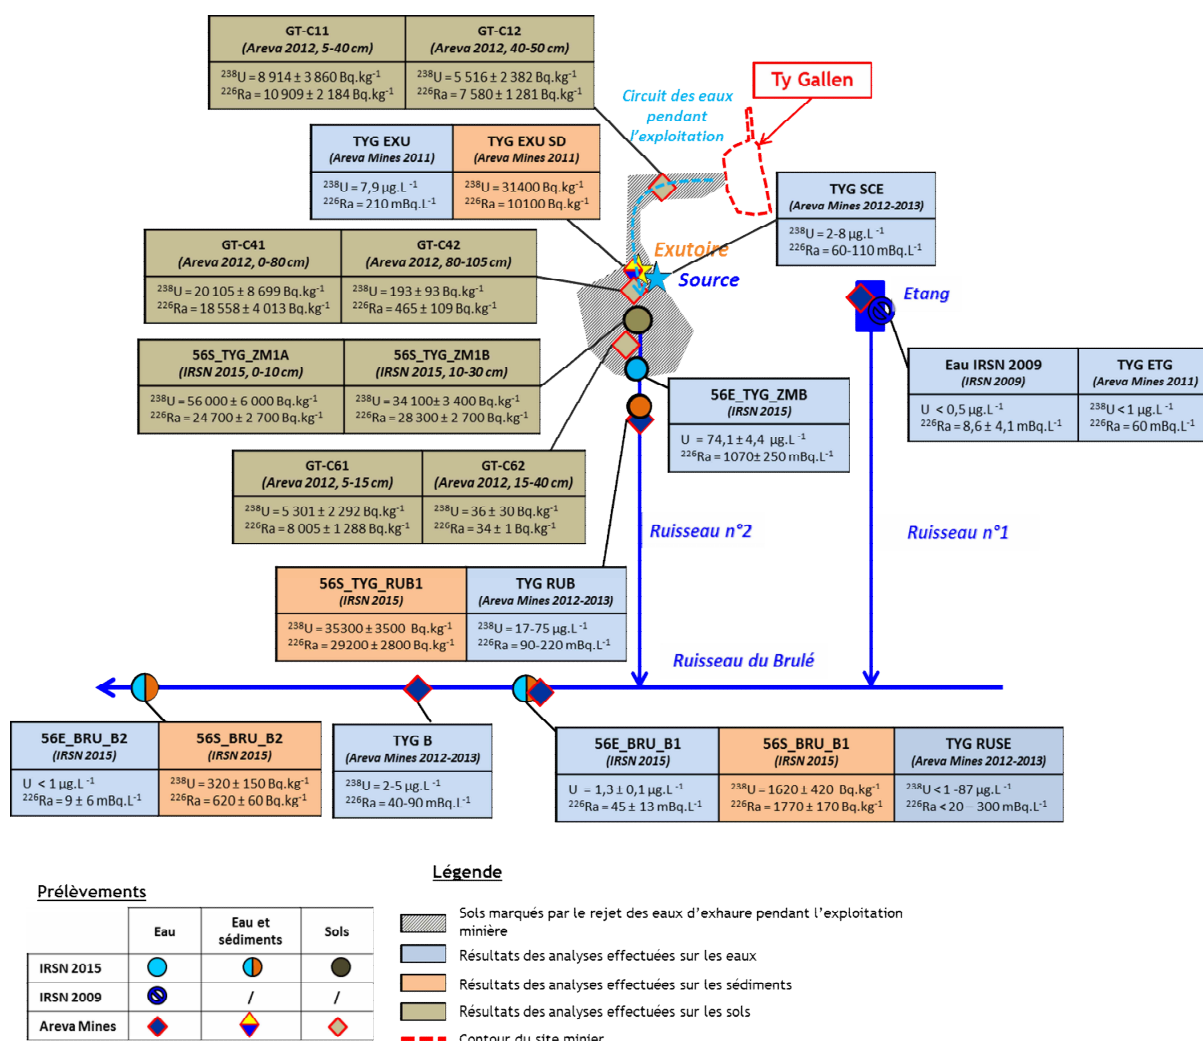 GT-C11
(Areva 2012, 5-40 cm)
²³⁸U = 8 914 ± 3 860 Bq.kg⁻¹
²²⁶Ra = 10 909 ± 2 184 Bq.kg⁻¹
GT-C12
(Areva 2012, 40-50 cm)
²³⁸U = 5 516 ± 2 382 Bq.kg⁻¹
²²⁶Ra = 7 580 ± 1 281 Bq.kg⁻¹
Circuit des eaux
pendant
l'exploitation
Ty Gallen
TYG EXU
(Areva Mines 2011)
²³⁸U = 7,9 µg.L⁻¹
²²⁶Ra = 210 mBq.L⁻¹
TYG EXU SD
(Areva Mines 2011)
²³⁸U = 31400 Bq.kg⁻¹
²²⁶Ra = 10100 Bq.kg⁻¹
TYG SCE
(Areva Mines 2012-2013)
²³⁸U = 2-8 µg.L⁻¹
²²⁶Ra = 60-110 mBq.L⁻¹
GT-C41
(Areva 2012, 0-80 cm)
²³⁸U = 20 105 ± 8 699 Bq.kg⁻¹
²²⁶Ra = 18 558 ± 4 013 Bq.kg⁻¹
GT-C42
(Areva 2012, 80-105 cm)
²³⁸U = 193 ± 93 Bq.kg⁻¹
²²⁶Ra = 465 ± 109 Bq.kg⁻¹
Exutoire
Source
Etang
56S_TYG_ZM1A
(IRSN 2015, 0-10 cm)
²³⁸U = 56 000 ± 6 000 Bq.kg⁻¹
²²⁶Ra = 24 700 ± 2 700 Bq.kg⁻¹
56S_TYG_ZM1B
(IRSN 2015, 10-30 cm)
²³⁸U = 34 100 ± 3 400 Bq.kg⁻¹
²²⁶Ra = 28 300 ± 2 700 Bq.kg⁻¹
Eau IRSN 2009
(IRSN 2009)
U < 0,5 µg.L⁻¹
²²⁶Ra = 8,6 ± 4,1 mBq.L⁻¹
TYG ETG
(Areva Mines 2011)
²³⁸U < 1 µg.L⁻¹
²²⁶Ra = 60 mBq.L⁻¹
56E_TYG_ZMB
(IRSN 2015)
U = 74,1 ± 4,4 µg.L⁻¹
²²⁶Ra = 1070 ± 250 mBq.L⁻¹
GT-C61
(Areva 2012, 5-15 cm)
²³⁸U = 5 301 ± 2 292 Bq.kg⁻¹
²²⁶Ra = 8 005 ± 1 288 Bq.kg⁻¹
GT-C62
(Areva 2012, 15-40 cm)
²³⁸U = 36 ± 30 Bq.kg⁻¹
²²⁶Ra = 34 ± 1 Bq.kg⁻¹
Ruisseau n°2
Ruisseau n°1
56S_TYG_RUB1
(IRSN 2015)
²³⁸U = 35300 ± 3500 Bq.kg⁻¹
²²⁶Ra = 29200 ± 2800 Bq.kg⁻¹
TYG RUB
(Areva Mines 2012-2013)
²³⁸U = 17-75 µg.L⁻¹
²²⁶Ra = 90-220 mBq.L⁻¹
Ruisseau du Brulé
56E_BRU_B2
(IRSN 2015)
U < 1 µg.L⁻¹
²²⁶Ra = 9 ± 6 mBq.L⁻¹
56S_BRU_B2
(IRSN 2015)
²³⁸U = 320 ± 150 Bq.kg⁻¹
²²⁶Ra = 620 ± 60 Bq.kg⁻¹
TYG B
(Areva Mines 2012-2013)
²³⁸U = 2-5 µg.L⁻¹
²²⁶Ra = 40-90 mBq.L⁻¹
56E_BRU_B1
(IRSN 2015)
U = 1,3 ± 0,1 µg.L⁻¹
²²⁶Ra = 45 ± 13 mBq.L⁻¹
56S_BRU_B1
(IRSN 2015)
²³⁸U = 1620 ± 420 Bq.kg⁻¹
²²⁶Ra = 1770 ± 170 Bq.kg⁻¹
TYG RUSE
(Areva Mines 2012-2013)
²³⁸U < 1 -87 µg.L⁻¹
²²⁶Ra < 20 – 300 mBq.L⁻¹
Prélèvements
Eau
Eau et
sédiments
Sols
IRSN 2015
IRSN 2009
/
/
Areva Mines
Légende
Sols marqués par le rejet des eaux d'exhaure pendant l'exploitation
minière
Résultats des analyses effectuées sur les eaux
Résultats des analyses effectuées sur les sédiments
Résultats des analyses effectuées sur les sols
Contour du site minier